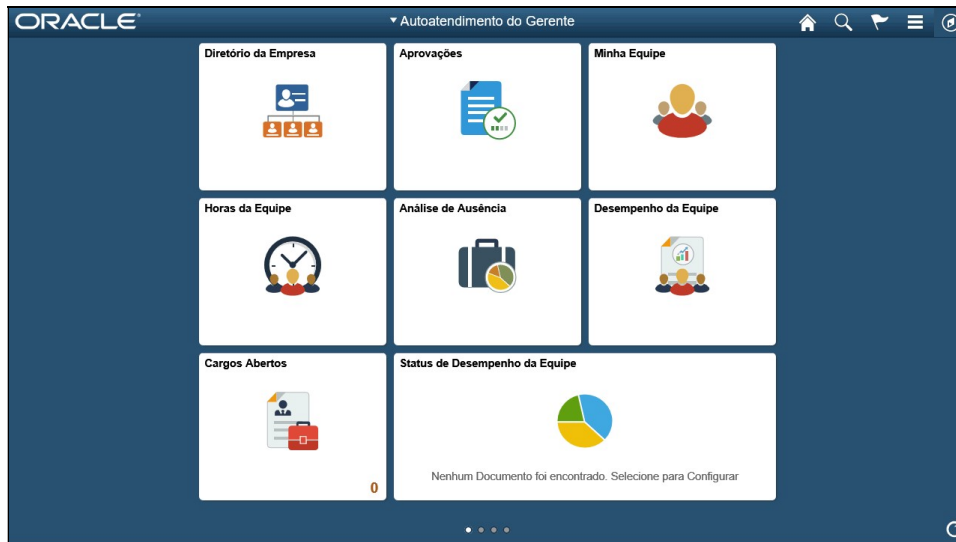 ORACLE
Autoatendimento do Gerente
Diretório da Empresa
Aprovações
Minha Equipe
Horas da Equipe
Análise de Ausência
Desempenho da Equipe
Cargos Abertos
0
Status de Desempenho da Equipe
Nenhum Documento foi encontrado. Selecione para Configurar